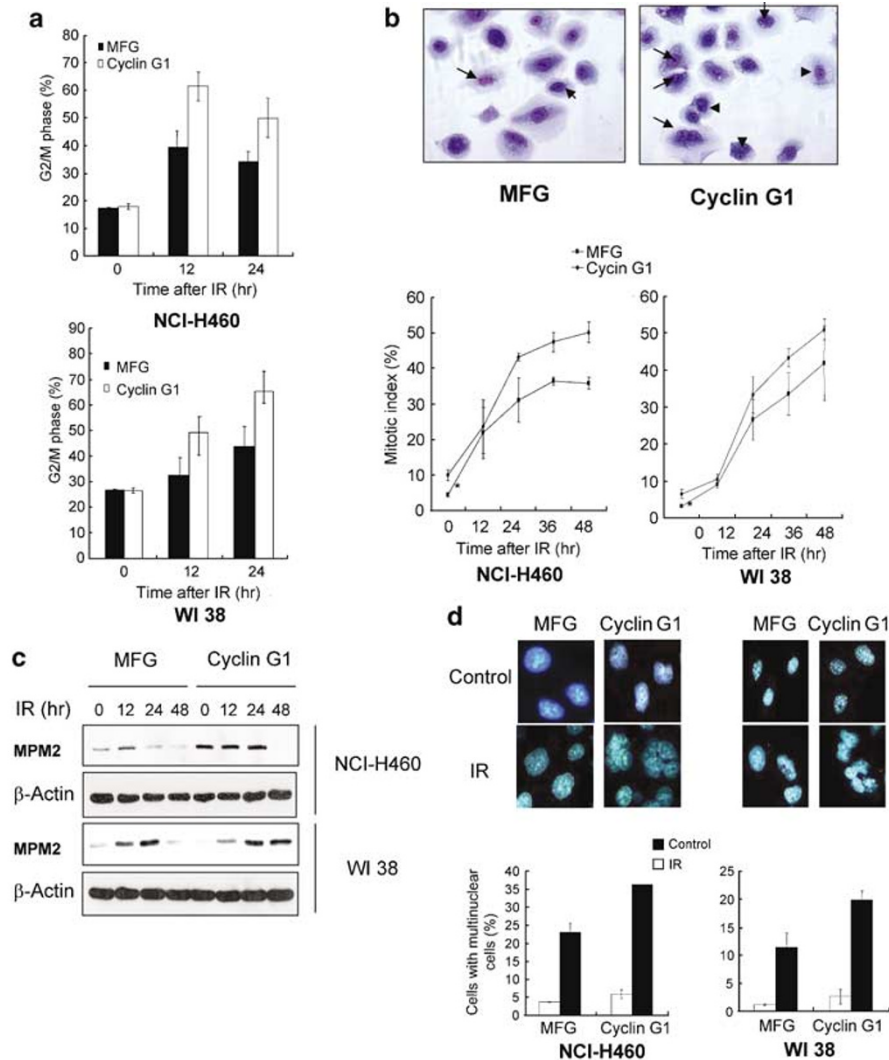 a
MFG
Cyclin G1
G2/M phase (%)
80
70
60
50
40
30
20
10
0
0 12 24
Time after IR (hr)
NCI-H460
MFG
Cyclin G1
G2/M phase (%)
90
80
70
60
50
40
30
20
10
0
0 12 24
Time after IR (hr)
WI 38
b
MFG Cyclin G1
MFG
Cycin G1
Mitotic index (%)
60
50
40
30
20
10
0
*
0 12 24 36 48
Time after IR (hr)
NCI-H460
60
50
40
30
20
10
0
*
0 12 24 36 48
Time after IR (hr)
WI 38
c
MFG Cyclin G1
IR (hr) 0 12 24 48 0 12 24 48
MPM2
β-Actin
NCI-H460
MPM2
β-Actin
WI 38
d
MFG Cyclin G1 MFG Cyclin G1
Control
IR
Control
IR
Cells with multinuclear
cells (%)
40
35
30
25
20
15
10
5
0
MFG Cyclin G1
NCI-H460
25
20
15
10
5
0
MFG Cyclin G1
WI 38